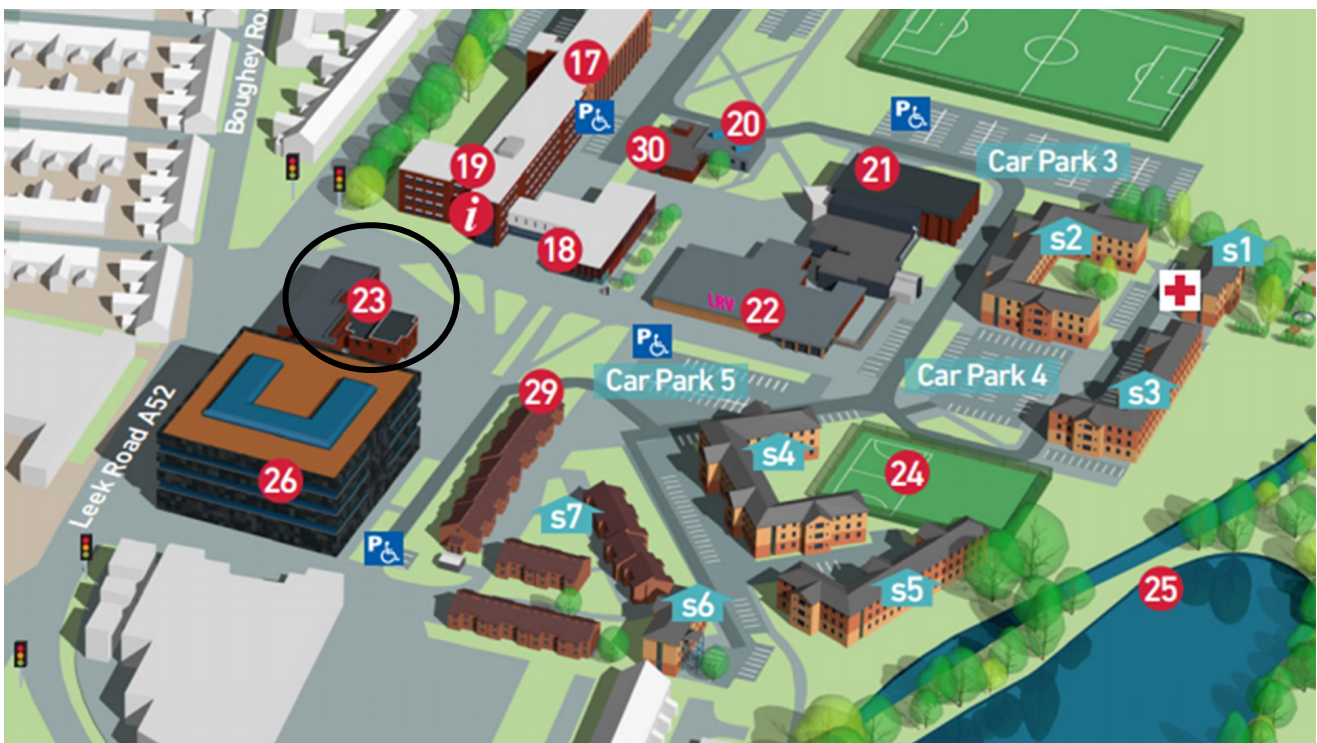 Boughey Roa
17
P
20
P
30
19
21
Car Park 3
i
s2
s1
18
23
LRV
22
P
Car Park 5
29
Car Park 4
s3
Leek Road A52
26
s4
24
s7
P
s5
25
s6